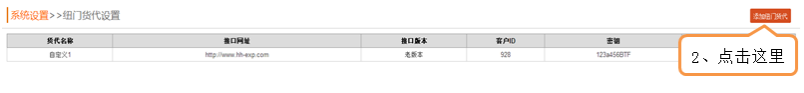 系统设置>>纽门货代设置
添加纽门货代
货代名称 接口网址 接口版本 客户ID 密钥
自定义1 http://www.hh-exp.com 老版本 928 123a456BTF
2、点击这里